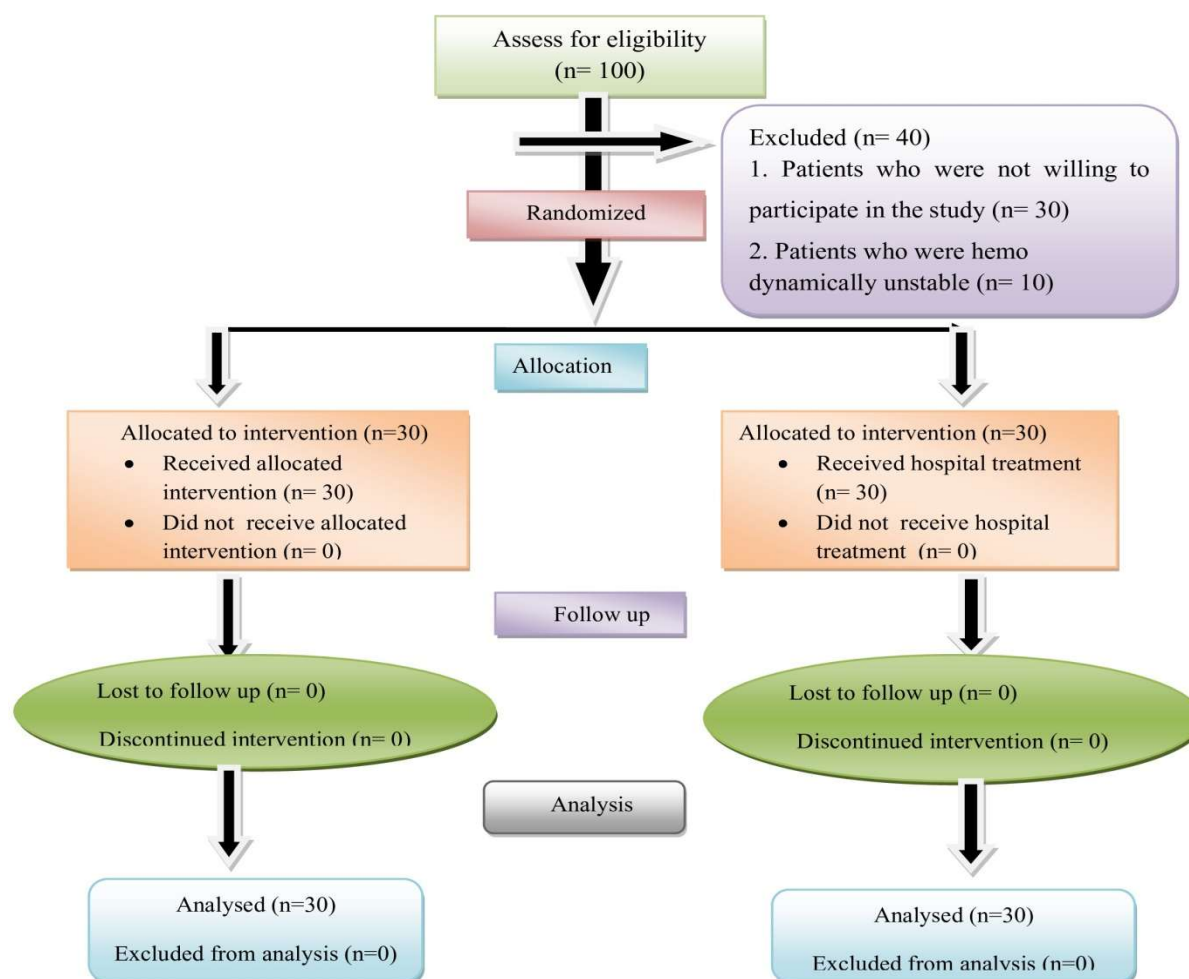 Assess for eligibility
(n= 100)
Excluded (n= 40)
1. Patients who were not willing to
participate in the study (n= 30)
2. Patients who were hemo
dynamically unstable (n= 10)
Randomized
Allocation
Allocated to intervention (n=30)
• Received allocated
intervention (n= 30)
• Did not receive allocated
intervention (n= 0)
Allocated to intervention (n=30)
• Received hospital treatment
(n= 30)
• Did not receive hospital
treatment (n= 0)
Follow up
Lost to follow up (n= 0)
Discontinued intervention (n= 0)
Lost to follow up (n= 0)
Discontinued intervention (n= 0)
Analysis
Analysed (n=30)
Excluded from analysis (n=0)
Analysed (n=30)
Excluded from analysis (n=0)